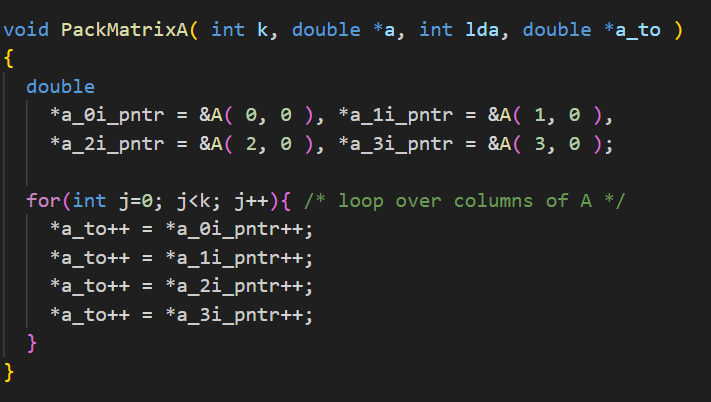 void PackMatrixA( int k, double *a, int lda, double *a_to )
{
  double
    *a_0i_pntr = &A( 0, 0 ), *a_1i_pntr = &A( 1, 0 ),
    *a_2i_pntr = &A( 2, 0 ), *a_3i_pntr = &A( 3, 0 );

  for(int j=0; j<k; j++){ /* loop over columns of A */
    *a_to++ = *a_0i_pntr++;
    *a_to++ = *a_1i_pntr++;
    *a_to++ = *a_2i_pntr++;
    *a_to++ = *a_3i_pntr++;
  }
}